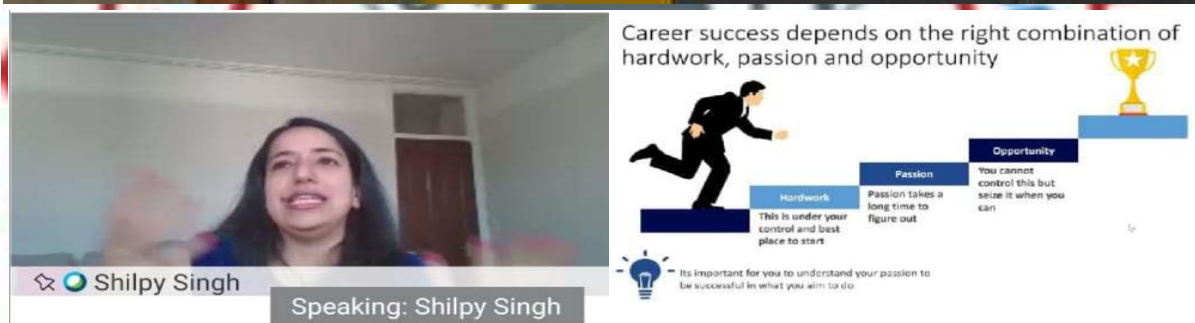 Shilpy Singh
Speaking: Shilpy Singh
Career success depends on the right combination of
hardwork, passion and opportunity
Hardwork
This is under your
control and best
place to start
Passion
Passion takes a
long time to
figure out
Opportunity
You cannot
control this but
seize it when you
can
Its important for you to understand your passion to
be successful in what you aim to do